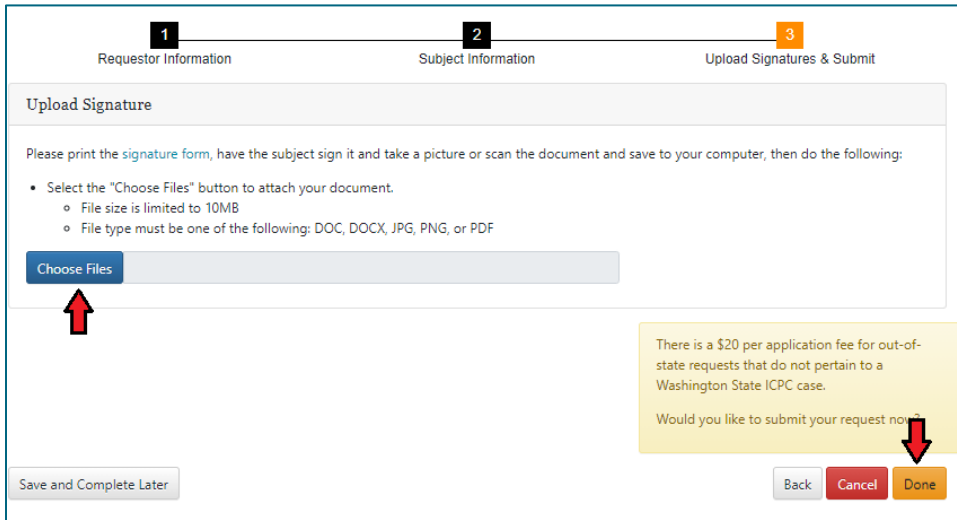 1 2 3
Requestor Information Subject Information Upload Signatures & Submit
Upload Signature
Please print the signature form, have the subject sign it and take a picture or scan the document and save to your computer, then do the following:
• Select the "Choose Files" button to attach your document.
○ File size is limited to 10MB
○ File type must be one of the following: DOC, DOCX, JPG, PNG, or PDF
Choose Files
There is a $20 per application fee for out-of-
state requests that do not pertain to a
Washington State ICPC case.
Would you like to submit your request now?
Save and Complete Later Back Cancel Done